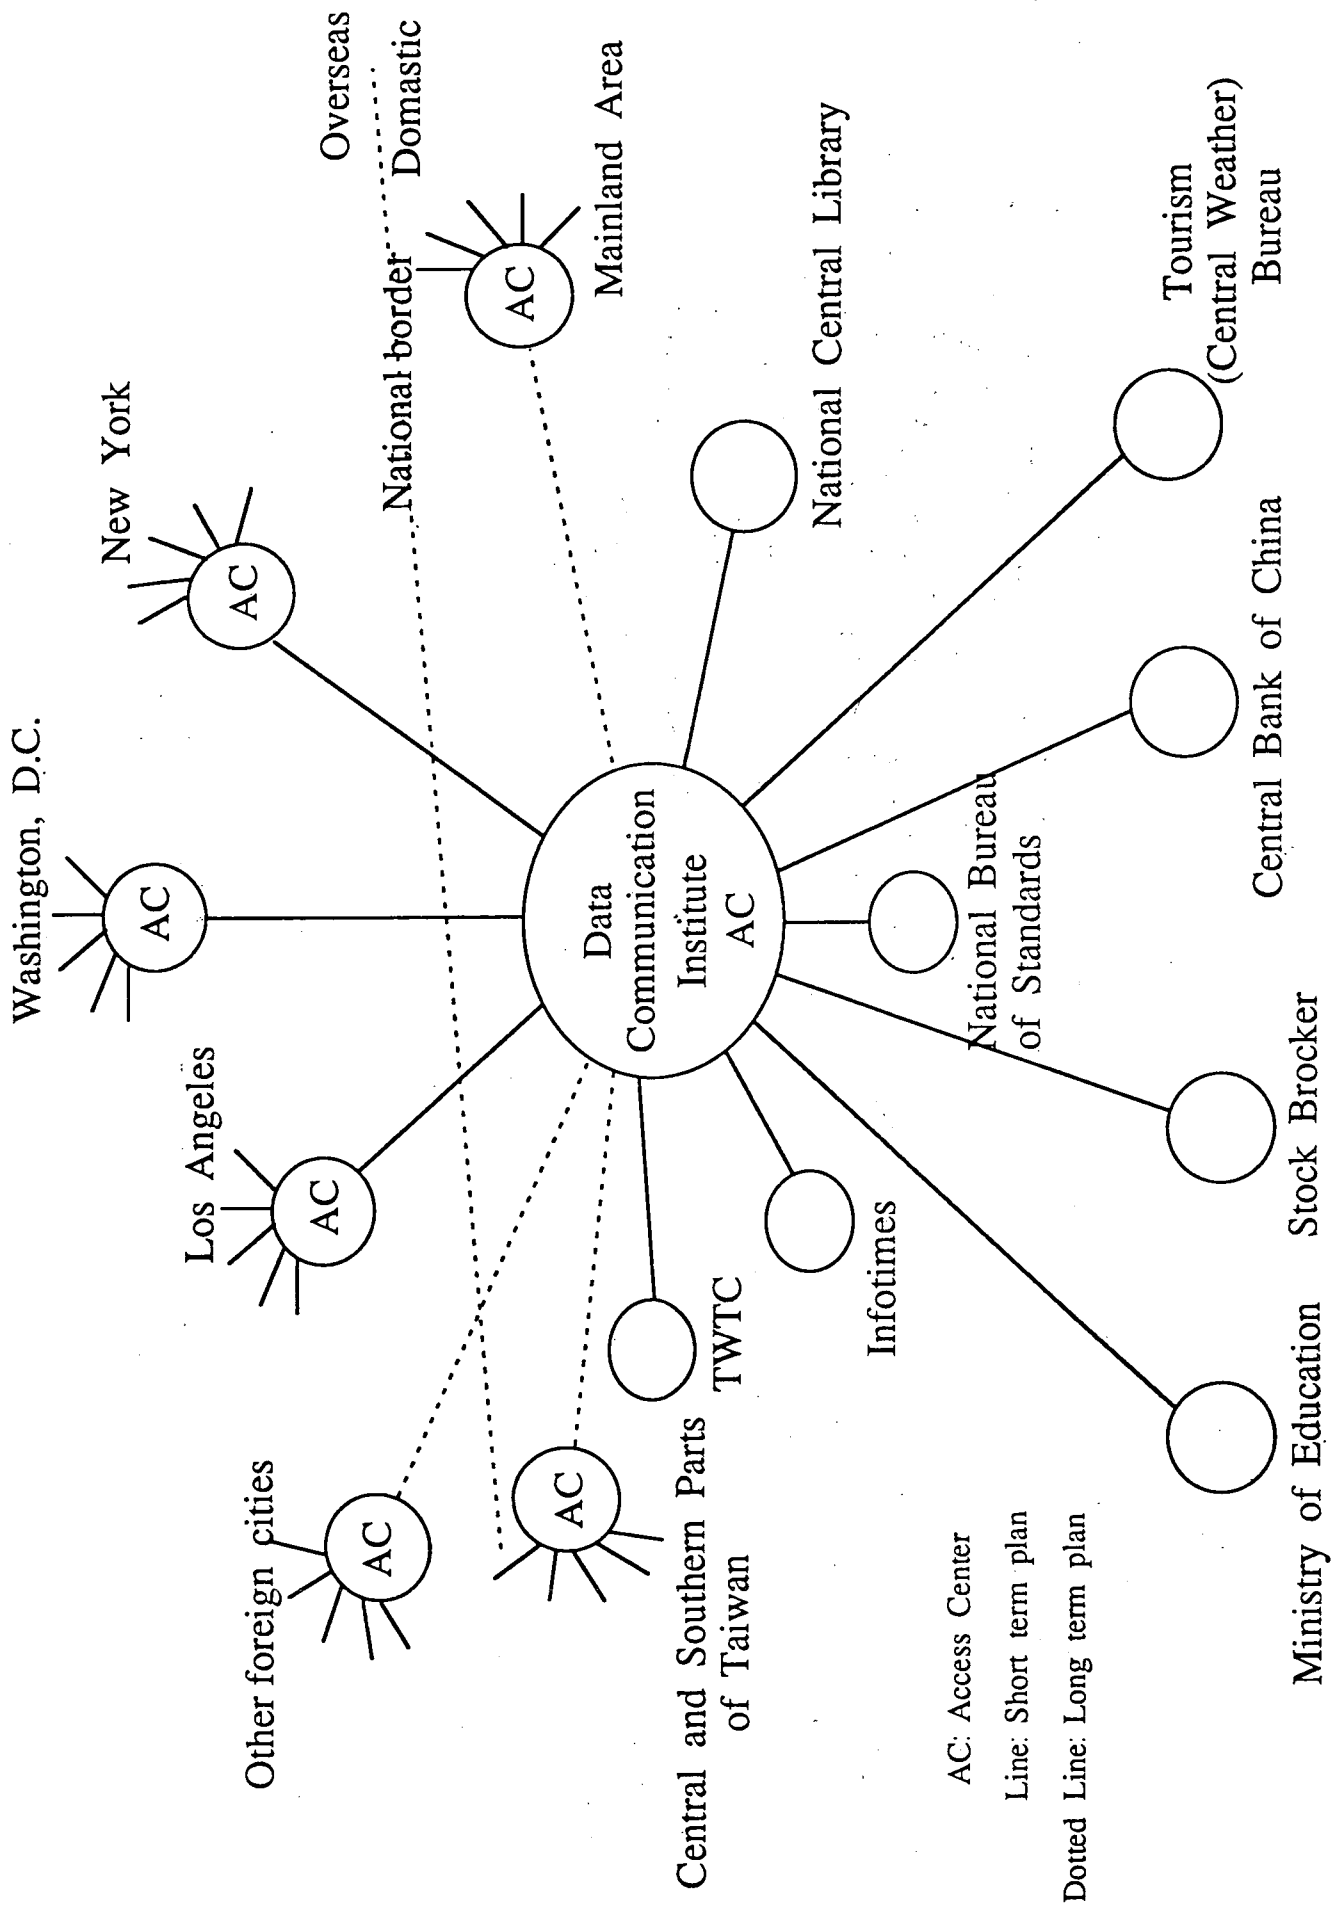 Washington, D.C.
New York
Los Angeles
Other foreign cities
AC
AC
AC
AC
Overseas
National border
Domastic
AC
Mainland Area
Data
Communication
Institute
AC
AC
Central and Southern Parts
of Taiwan
TWTC
National Central Library
Infotimes
National Bureau
of Standards
Tourism
(Central Weather)
Bureau
Central Bank of China
Stock Brocker
Ministry of Education
AC: Access Center
Line: Short term plan
Dotted Line: Long term plan